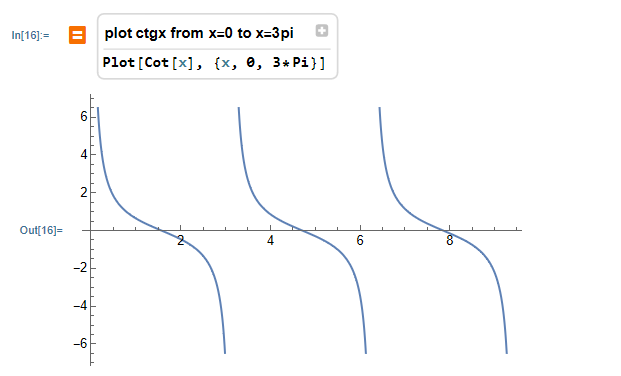 In[16]:=
plot ctgx from x=0 to x=3pi
Plot[Cot[x], {x, 0, 3*Pi}]
6
4
2
Out[16]=
2 4 6 8
-2
-4
-6